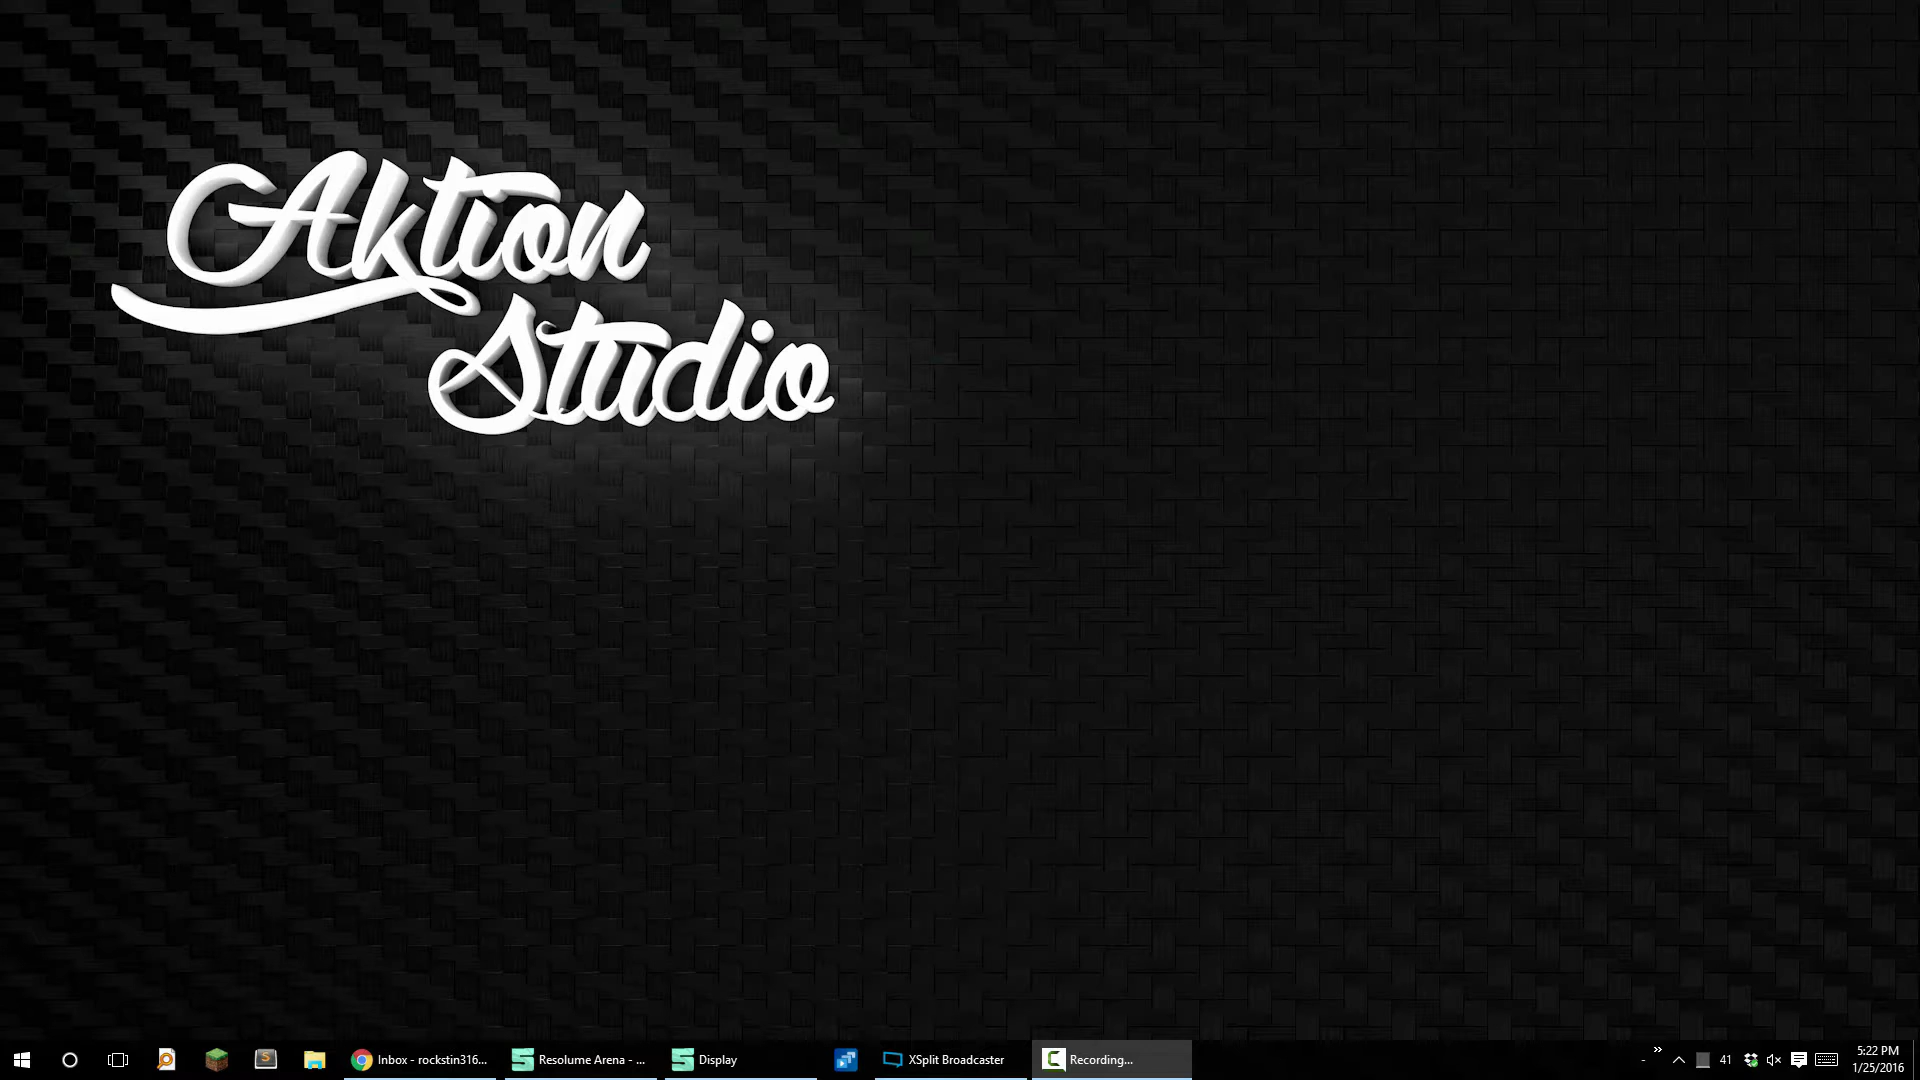 Aktion
Studio
Inbox - rockstin316...
Resolume Arena - ...
Display
XSplit Broadcaster
Recording...
41
5:22 PM
1/25/2016